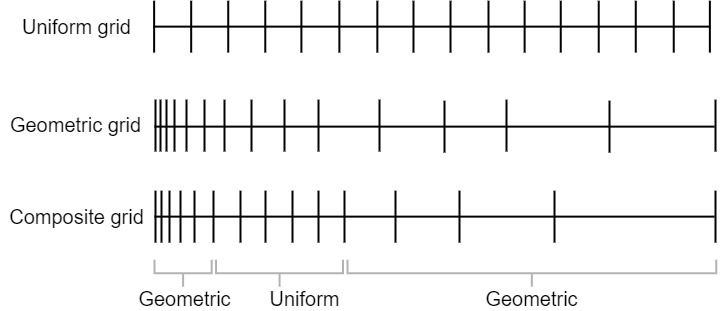 Uniform grid
Geometric grid
Composite grid
Geometric Uniform Geometric